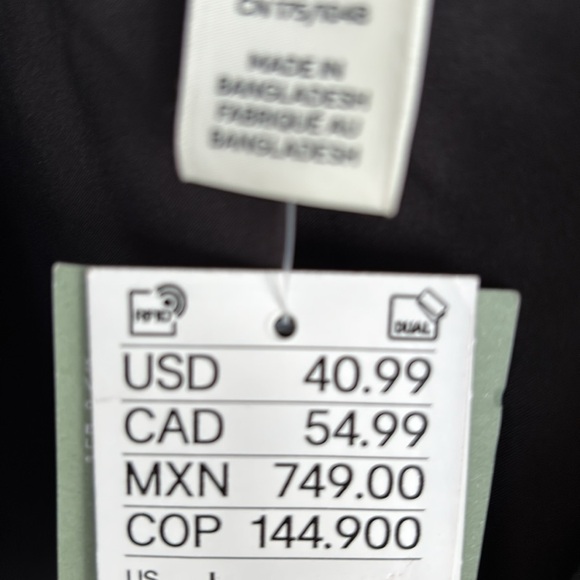 CN 175/104B
MADE IN
BANGLADESH
FABRIQUÉ AU
BANGLADESH
RFID
DUAL
USD 40.99
CAD 54.99
MXN 749.00
COP 144.900
US